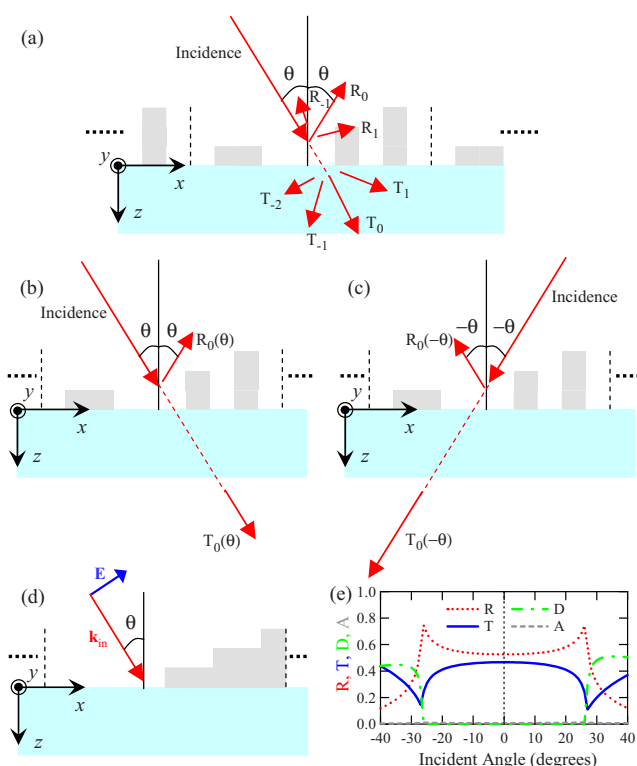 (a)
Incidence
θ θ
R₋₁
R₀
R₁
y
x
z
T₋₂
T₋₁
T₀
T₁
(b)
Incidence
θ θ
R₀(θ)
y
x
z
T₀(θ)
(c)
Incidence
R₀(−θ)
−θ −θ
y
x
z
T₀(−θ)
(d)
E
k_in
θ
y
x
z
(e)
R, T, D, A
1.0
0.8
0.6
0.4
0.2
0.0
R D
T A
-40 -30 -20 -10 0 10 20 30 40
Incident Angle (degrees)